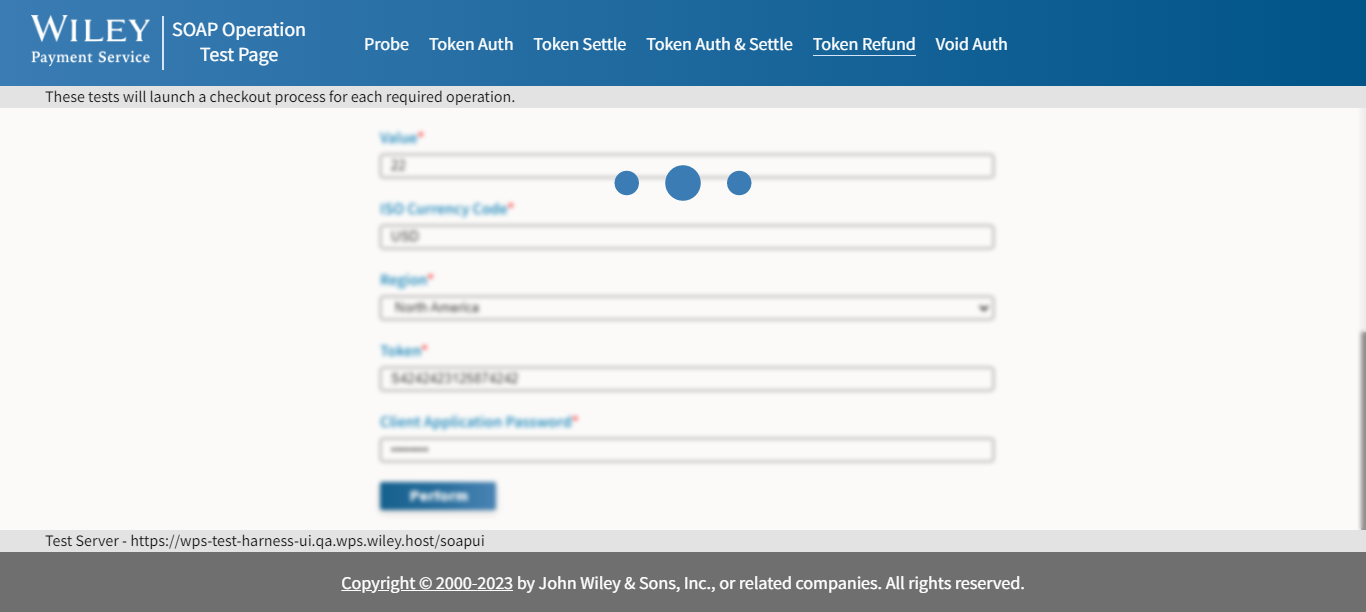 WILEY
Payment Service
SOAP Operation
Test Page
Probe Token Auth Token Settle Token Auth & Settle Token Refund Void Auth
These tests will launch a checkout process for each required operation.
Value*
22
ISO Currency Code*
USD
Region*
North America
Token*
Client Application Password*
Perform
Test Server - https://wps-test-harness-ui.qa.wps.wiley.host/soapui
Copyright © 2000-2023 by John Wiley & Sons, Inc., or related companies. All rights reserved.